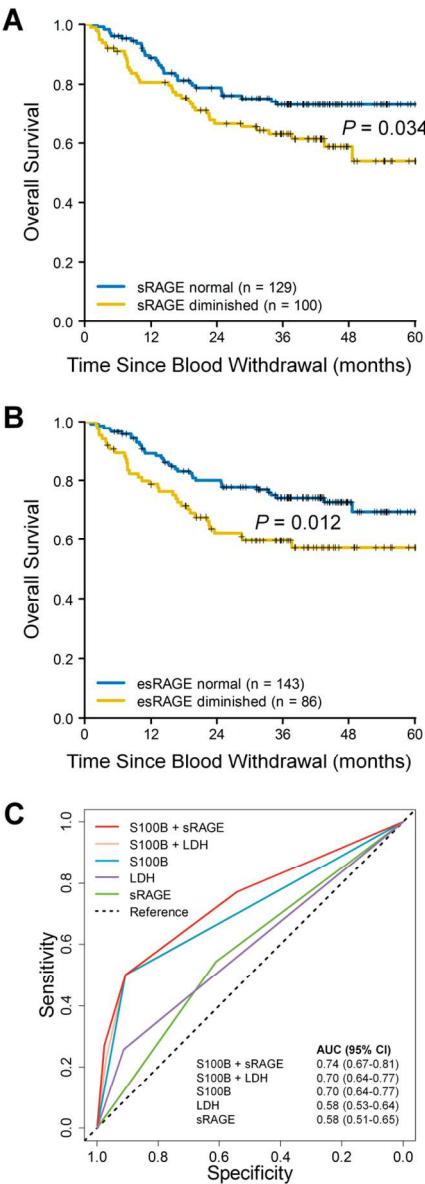 A
Overall Survival
1.0
0.8
0.6
0.4
0.2
0.0
P = 0.034
sRAGE normal (n = 129)
sRAGE diminished (n = 100)
0 12 24 36 48 60
Time Since Blood Withdrawal (months)
B
Overall Survival
1.0
0.8
0.6
0.4
0.2
0.0
P = 0.012
esRAGE normal (n = 143)
esRAGE diminished (n = 86)
0 12 24 36 48 60
Time Since Blood Withdrawal (months)
C
Sensitivity
1.0
0.8
0.6
0.4
0.2
0.0
S100B + sRAGE
S100B + LDH
S100B
LDH
sRAGE
Reference
AUC (95% CI)
S100B + sRAGE 0.74 (0.67-0.81)
S100B + LDH 0.70 (0.64-0.77)
S100B 0.70 (0.64-0.77)
LDH 0.58 (0.53-0.64)
sRAGE 0.58 (0.51-0.65)
1.0 0.8 0.6 0.4 0.2 0.0
Specificity